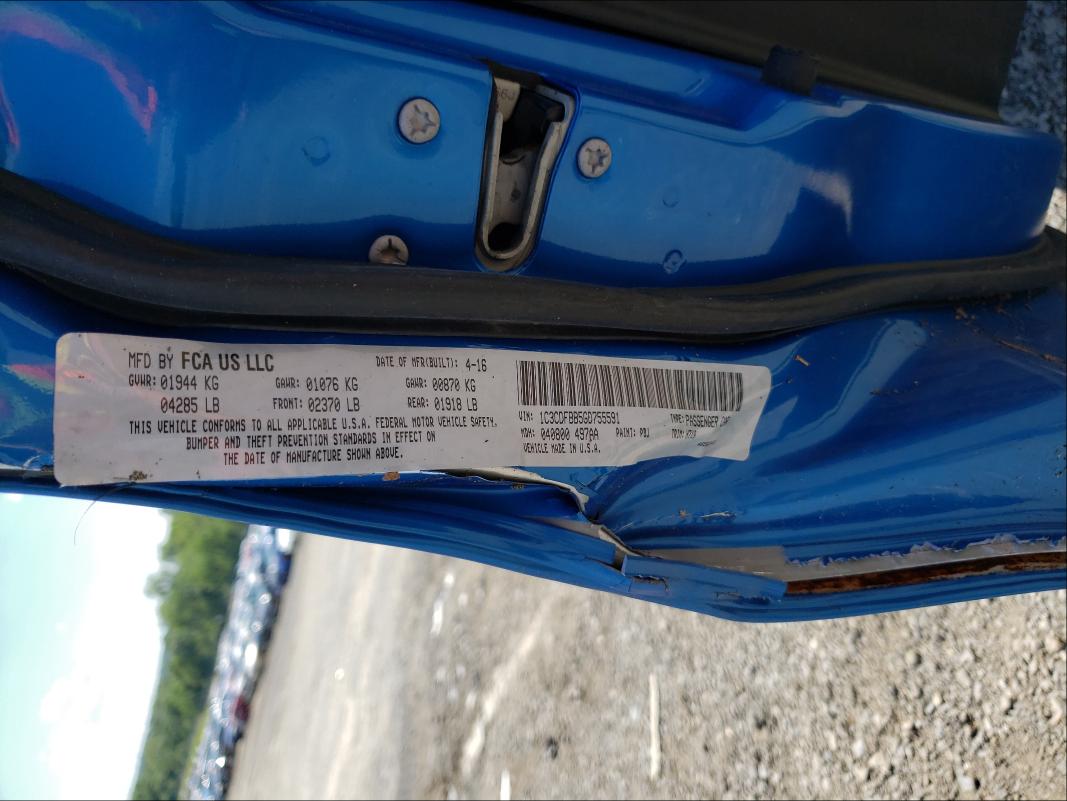 MFD BY FCA US LLC
DATE OF MFR(BUILT): 4-16
GVWR: 01944 KG
04285 LB
GAWR: 01076 KG
FRONT: 02370 LB
GAWR: 00870 KG
REAR: 01918 LB
THIS VEHICLE CONFORMS TO ALL APPLICABLE U.S.A. FEDERAL MOTOR VEHICLE SAFETY,
BUMPER AND THEFT PREVENTION STANDARDS IN EFFECT ON
THE DATE OF MANUFACTURE SHOWN ABOVE.
VIN: 1C3CDFBB5GD755591
TYPE: PASSENGER CAR
MDH: 040800 497AA
PAINT: PBJ
TRIM:
VEHICLE MADE IN U.S.A.